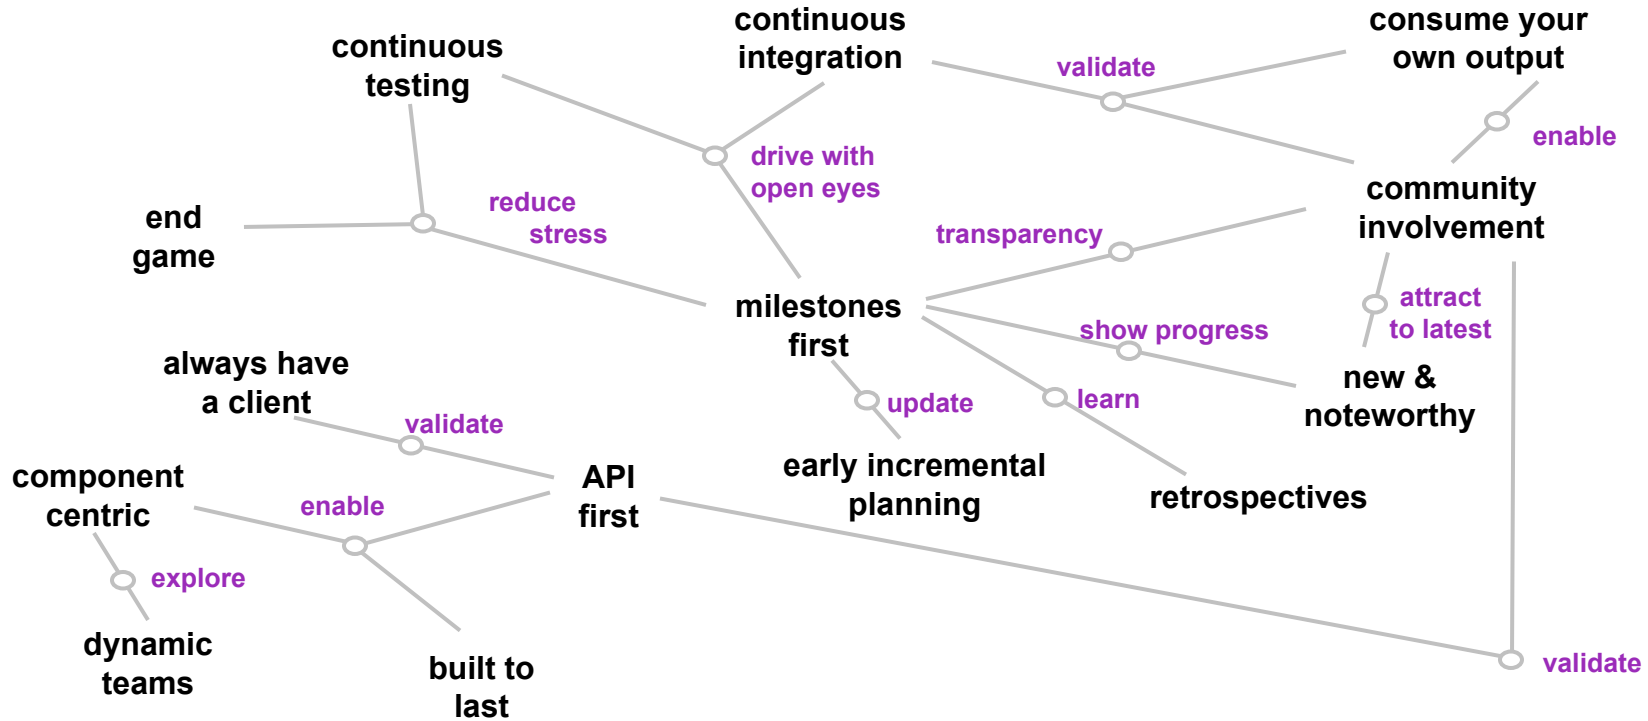 continuous
testing
continuous
integration
consume your
own output
validate
enable
drive with
open eyes
community
involvement
reduce
stress
end
game
transparency
milestones
first
attract
to latest
show progress
always have
a client
new &
noteworthy
update
learn
validate
early incremental
planning
API
first
component
centric
enable
retrospectives
explore
dynamic
teams
built to
last
validate